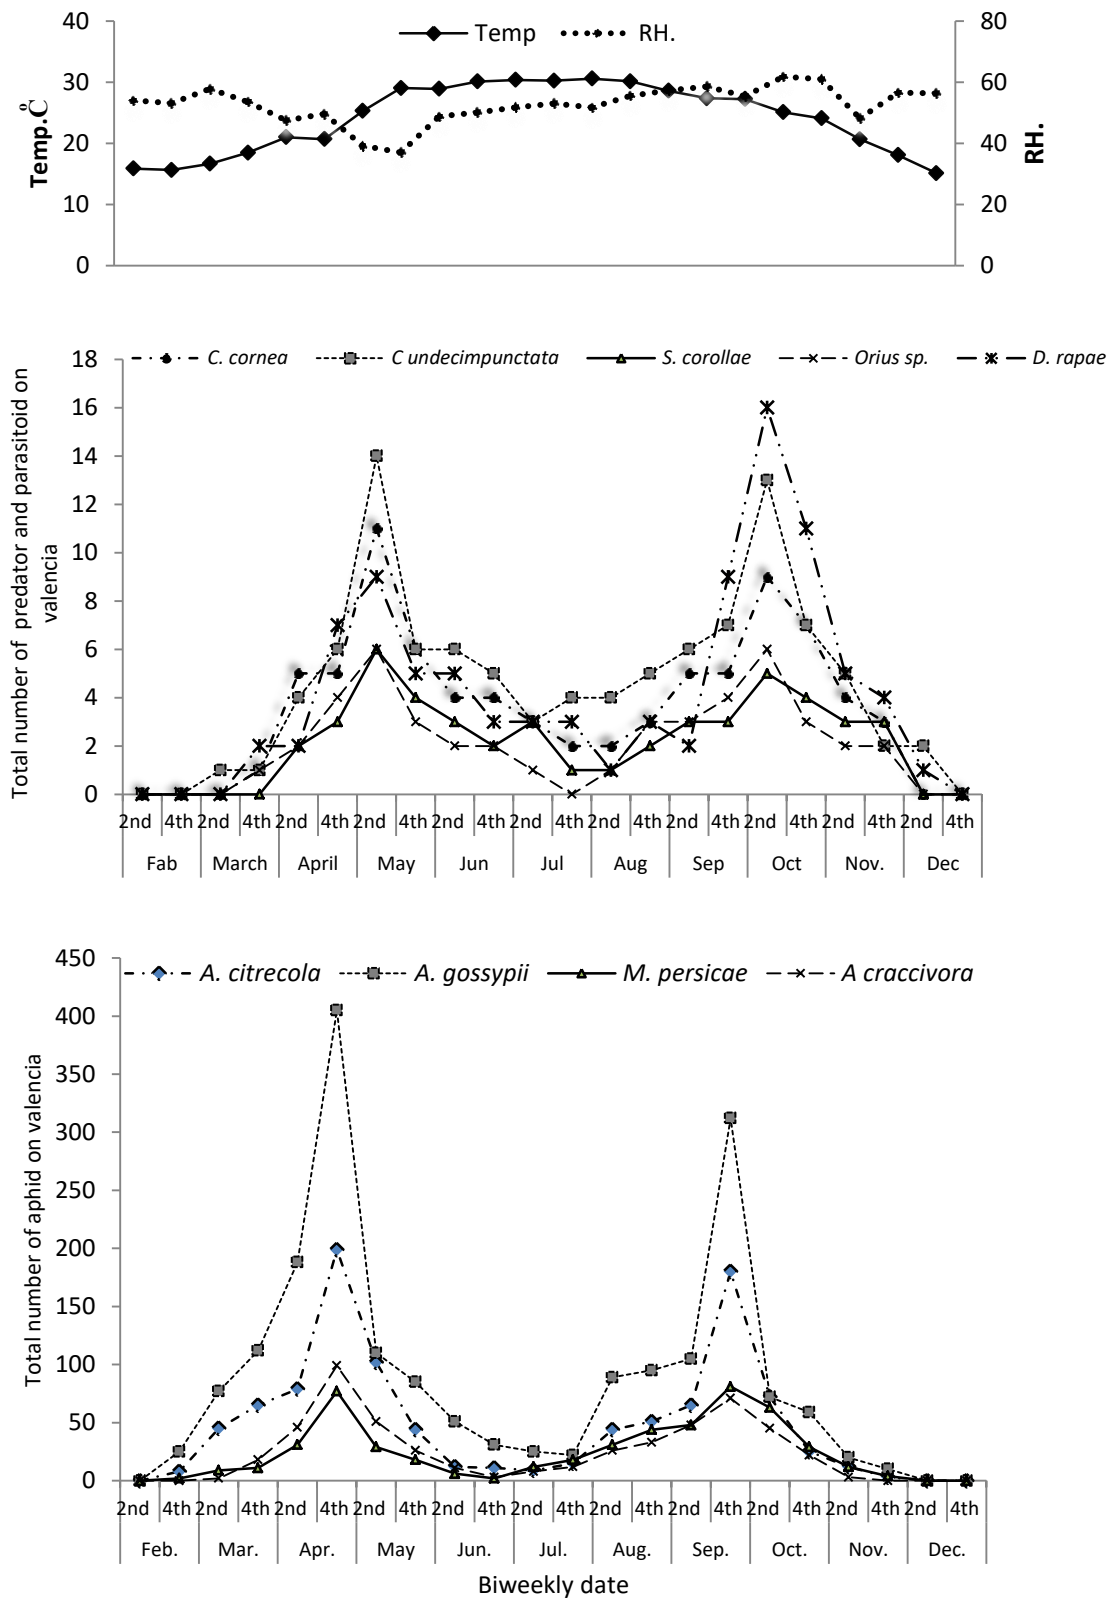 Temp RH.
40
30
20
10
0
Temp.C̊
80
60
40
20
0
RH.
C. cornea C undecimpunctata S. corollae Orius sp. D. rapae
18
16
14
12
10
8
6
4
2
0
Total number of predator and parasitoid on
valencia
2nd 4th 2nd 4th 2nd 4th 2nd 4th 2nd 4th 2nd 4th 2nd 4th 2nd 4th 2nd 4th 2nd 4th 2nd 4th
Fab March April May Jun Jul Aug Sep Oct Nov. Dec
A. citrecola A. gossypii M. persicae A craccivora
450
400
350
300
250
200
150
100
50
0
Total number of aphid on valencia
2nd 4th 2nd 4th 2nd 4th 2nd 4th 2nd 4th 2nd 4th 2nd 4th 2nd 4th 2nd 4th 2nd 4th 2nd 4th
Feb. Mar. Apr. May Jun. Jul. Aug. Sep. Oct. Nov. Dec.
Biweekly date